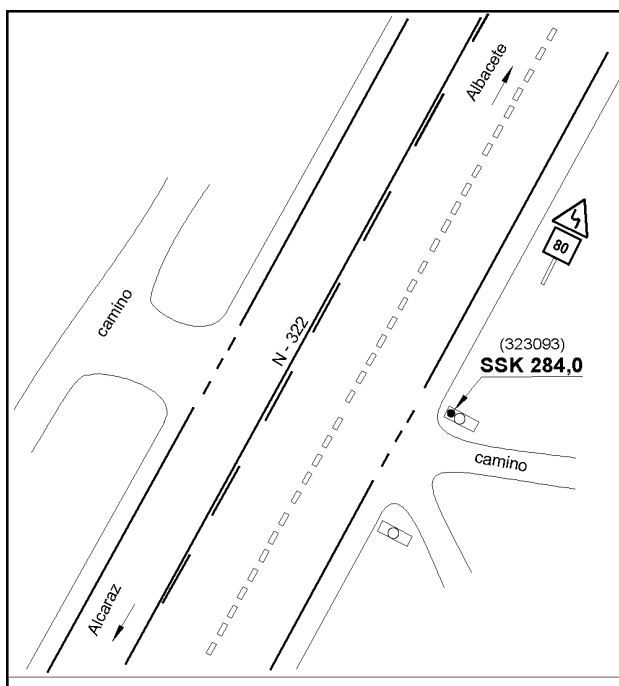 Albacete
80
camino
N - 322
(323093)
SSK 284,0
camino
Alcaraz